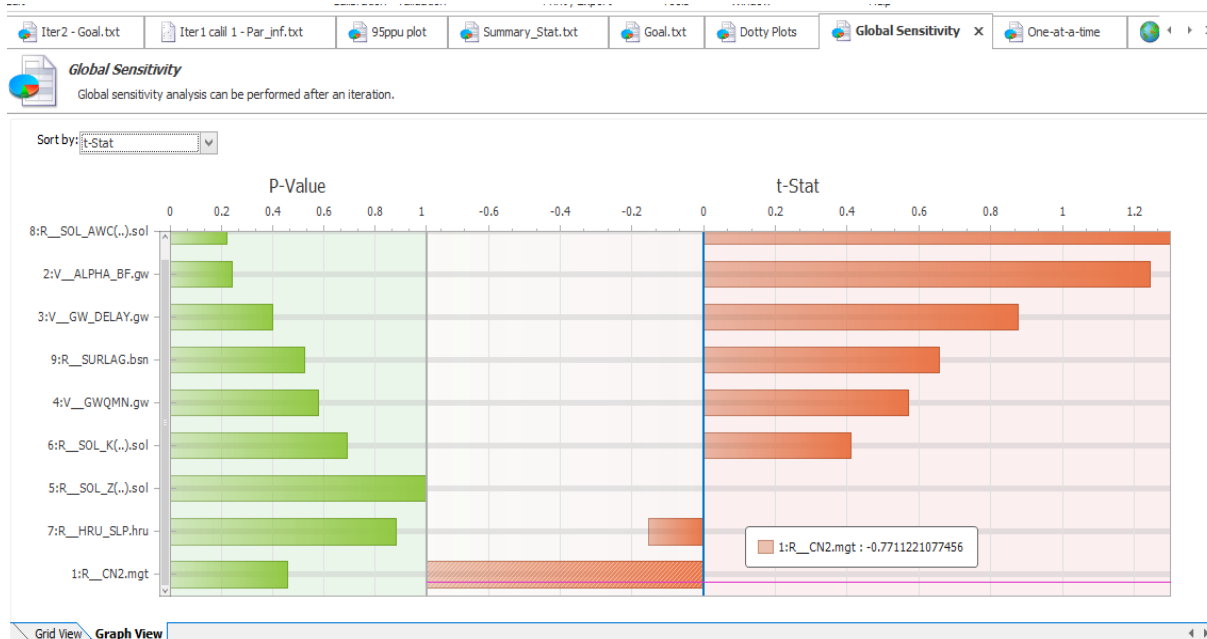 Iter2 - Goal.txt Iter1 calil 1 - Par_inf.txt 95ppu plot Summary_Stat.txt Goal.txt Dotty Plots Global Sensitivity X One-at-a-time
Global Sensitivity
Global sensitivity analysis can be performed after an iteration.
Sort by: t-Stat
P-Value t-Stat
0 0.2 0.4 0.6 0.8 1 -0.6 -0.4 -0.2 0 0.2 0.4 0.6 0.8 1 1.2
8:R__SOL_AWC(..).sol
2:V__ALPHA_BF.gw
3:V__GW_DELAY.gw
9:R__SURLAG.bsn
4:V__GWQMN.gw
6:R__SOL_K(..).sol
5:R__SOL_Z(..).sol
7:R__HRU_SLP.hru
1:R__CN2.mgt : -0.7711221077456
1:R__CN2.mgt
Grid View Graph View